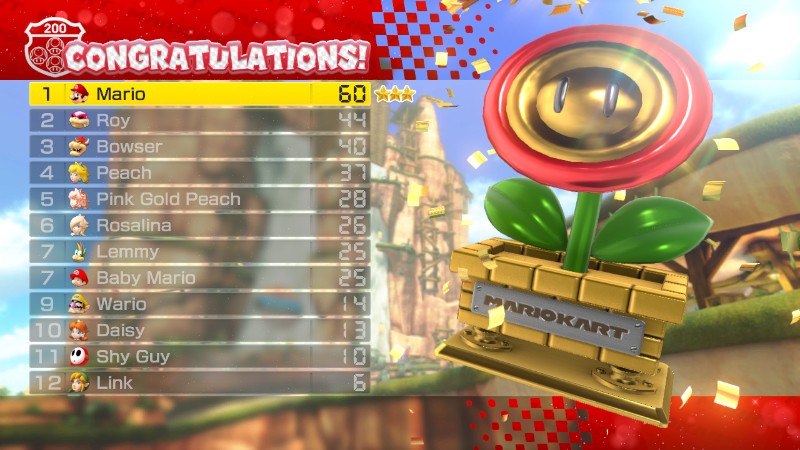 200
CONGRATULATIONS!
1 Mario 60
2 Roy 44
3 Bowser 40
4 Peach 37
5 Pink Gold Peach 28
6 Rosalina 26
7 Lemmy 25
7 Baby Mario 25
9 Wario 14
10 Daisy 13
11 Shy Guy 10
12 Link 6
MARIOKART